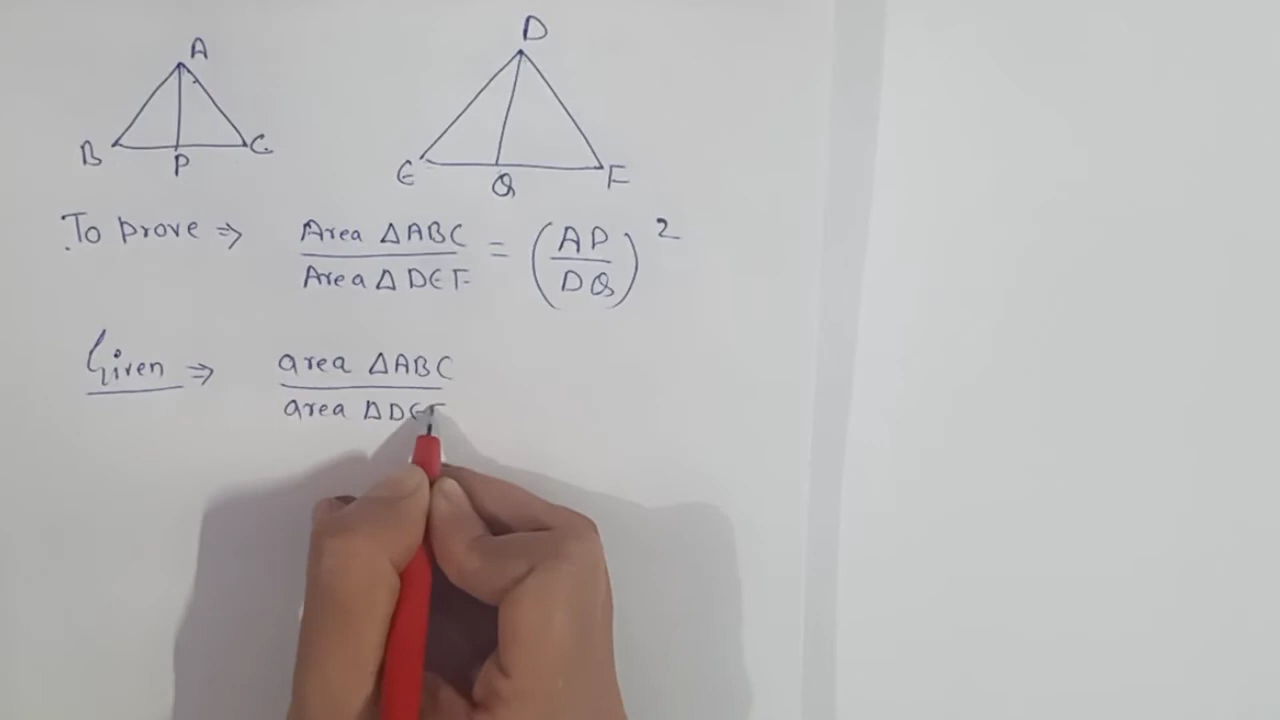 A
D
B
P
C
E
Q
F
To prove ⇒ Area ΔABC / Area ΔDEF = (AP / DQ)²
Given ⇒ area ΔABC / area ΔDEF